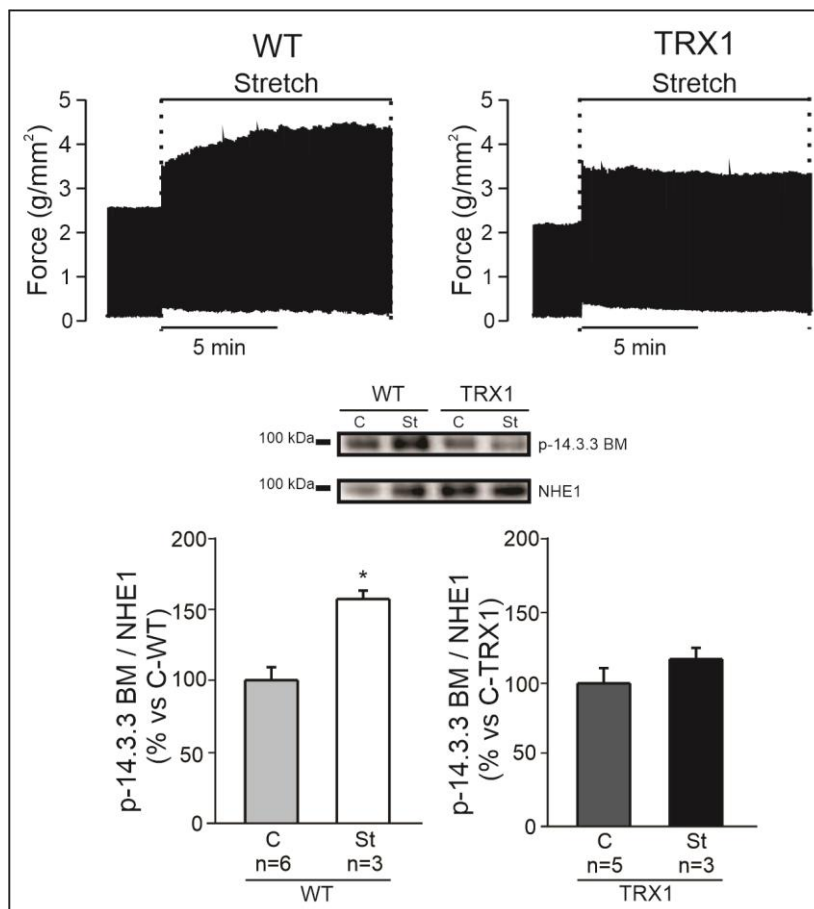 WT
Stretch
Force (g/mm²)
5
4
3
2
1
0
5 min
TRX1
Stretch
Force (g/mm²)
5
4
3
2
1
0
5 min
WT TRX1
C St C St
100 kDa p-14.3.3 BM
100 kDa NHE1
p-14.3.3 BM / NHE1
(% vs C-WT)
200
150
100
50
0
*
C St
n=6 n=3
WT
p-14.3.3 BM / NHE1
(% vs C-TRX1)
200
150
100
50
0
C St
n=5 n=3
TRX1